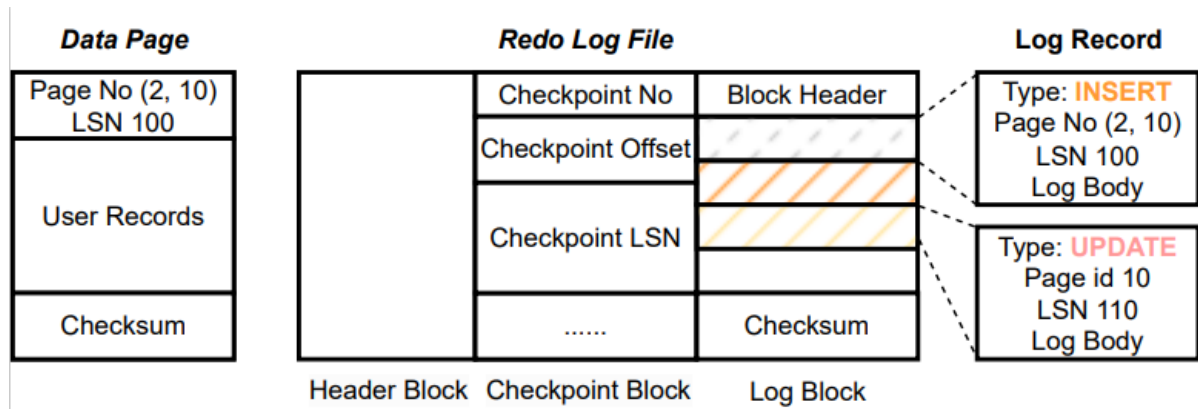 Data Page
Page No (2, 10)
LSN 100
User Records
Checksum
Redo Log File
Checkpoint No
Checkpoint Offset
Checkpoint LSN
......
Block Header
Checksum
Header Block
Checkpoint Block
Log Block
Log Record
Type: INSERT
Page No (2, 10)
LSN 100
Log Body
Type: UPDATE
Page id 10
LSN 110
Log Body